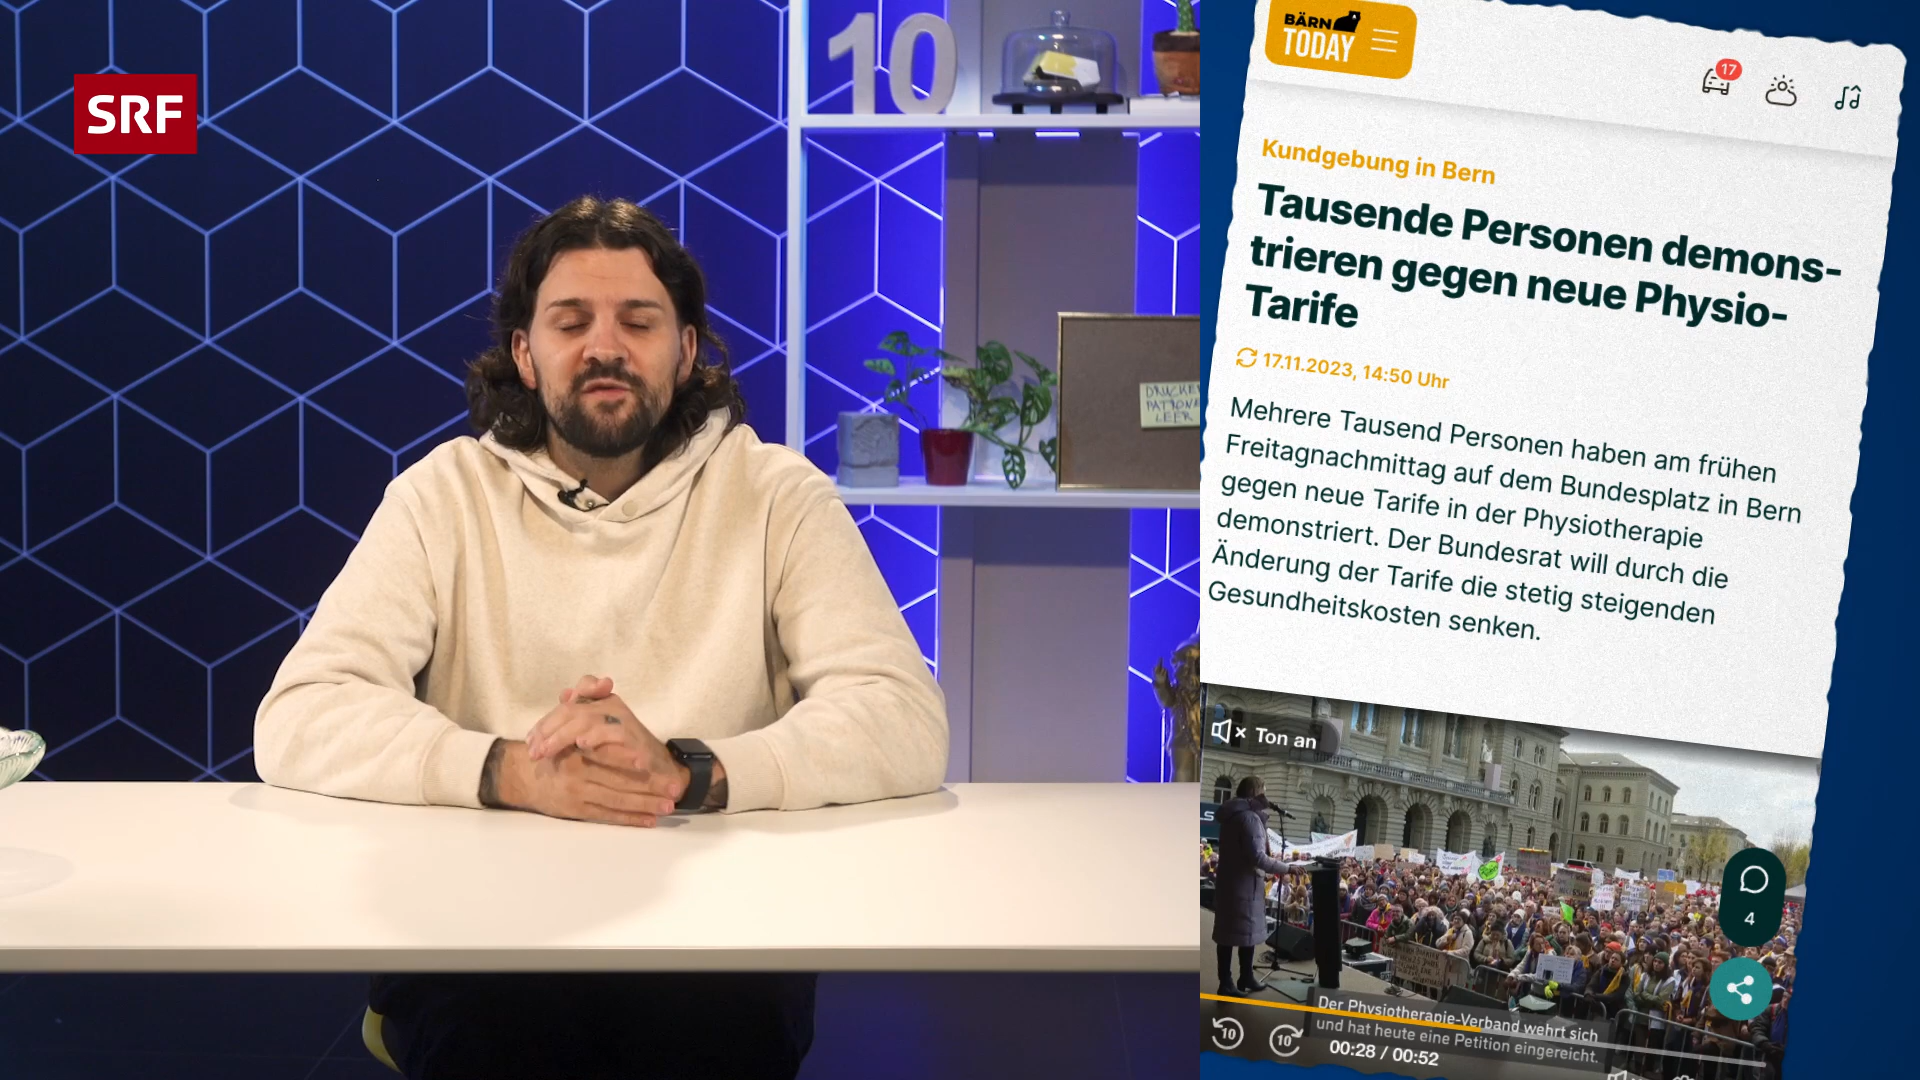 SRF
10
DRUCKE
PATRONE
LEER
BÄRN
TODAY
17
Kundgebung in Bern
Tausende Personen demons-
trieren gegen neue Physio-
Tarife
17.11.2023, 14:50 Uhr
Mehrere Tausend Personen haben am frühen
Freitagnachmittag auf dem Bundesplatz in Bern
gegen neue Tarife in der Physiotherapie
demonstriert. Der Bundesrat will durch die
Änderung der Tarife die stetig steigenden
Gesundheitskosten senken.
Ton an
4
Der Physiotherapie-Verband wehrt sich
und hat heute eine Petition eingereicht.
10
10
00:28 / 00:52